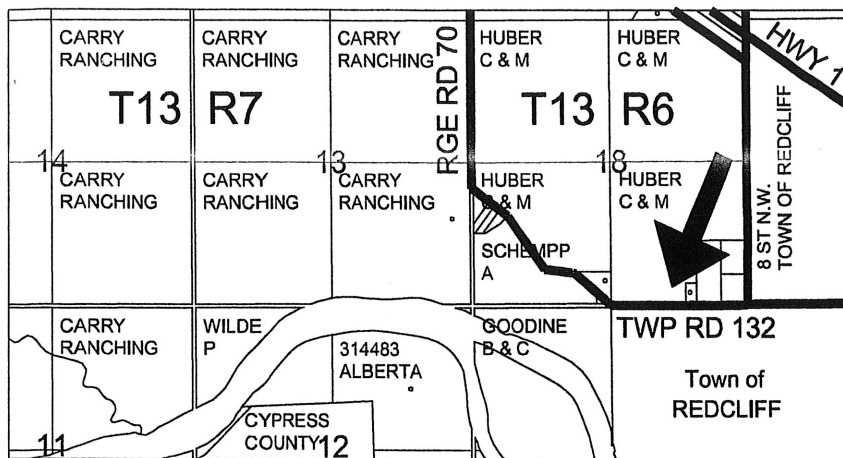 CARRY
RANCHING
CARRY
RANCHING
CARRY
RANCHING
RGE RD 70
HUBER
C & M
HUBER
C & M
HWY 1
T13 R7
T13 R6
14
13
18
CARRY
RANCHING
CARRY
RANCHING
CARRY
RANCHING
HUBER
C & M
HUBER
C & M
8 ST N.W.
TOWN OF REDCLIFF
SCHEMPP
A
CARRY
RANCHING
WILDE
P
314483
ALBERTA
GOODINE
B & C
TWP RD 132
Town of
REDCLIFF
CYPRESS
COUNTY
11
12